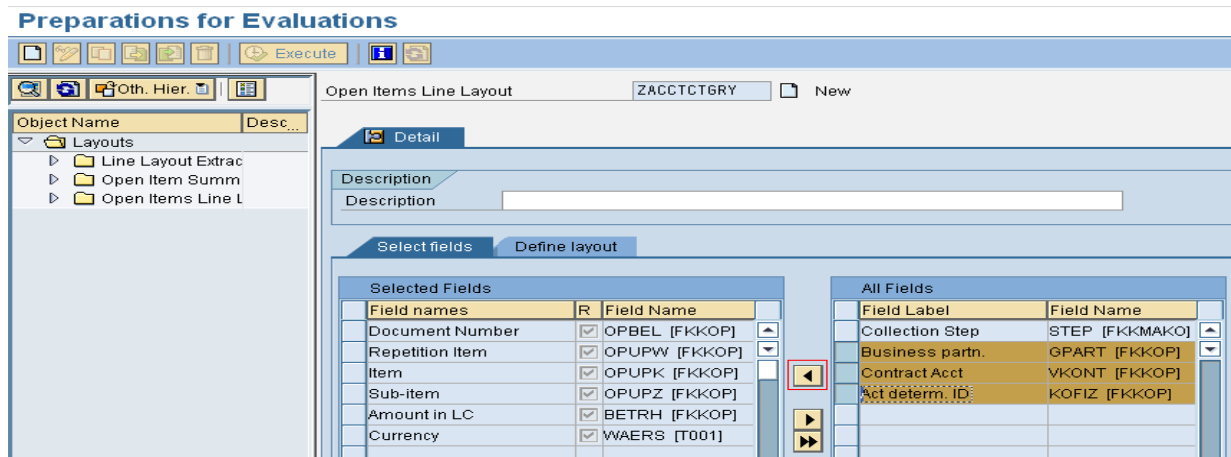 Preparations for Evaluations
Execute
Oth. Hier.
Open Items Line Layout ZACCTCTGRY New
Object Name Desc...
Layouts
Line Layout Extrac
Open Item Summ
Open Items Line L
Detail
Description
Description
Select fields Define layout
Selected Fields
Field names R Field Name
Document Number OPBEL [FKKOP]
Repetition Item OPUPW [FKKOP]
Item OPUPK [FKKOP]
Sub-item OPUPZ [FKKOP]
Amount in LC BETRH [FKKOP]
Currency WAERS [T001]
All Fields
Field Label Field Name
Collection Step STEP [FKKMAKO]
Business partn. GPART [FKKOP]
Contract Acct VKONT [FKKOP]
Act determ. ID KOFIZ [FKKOP]